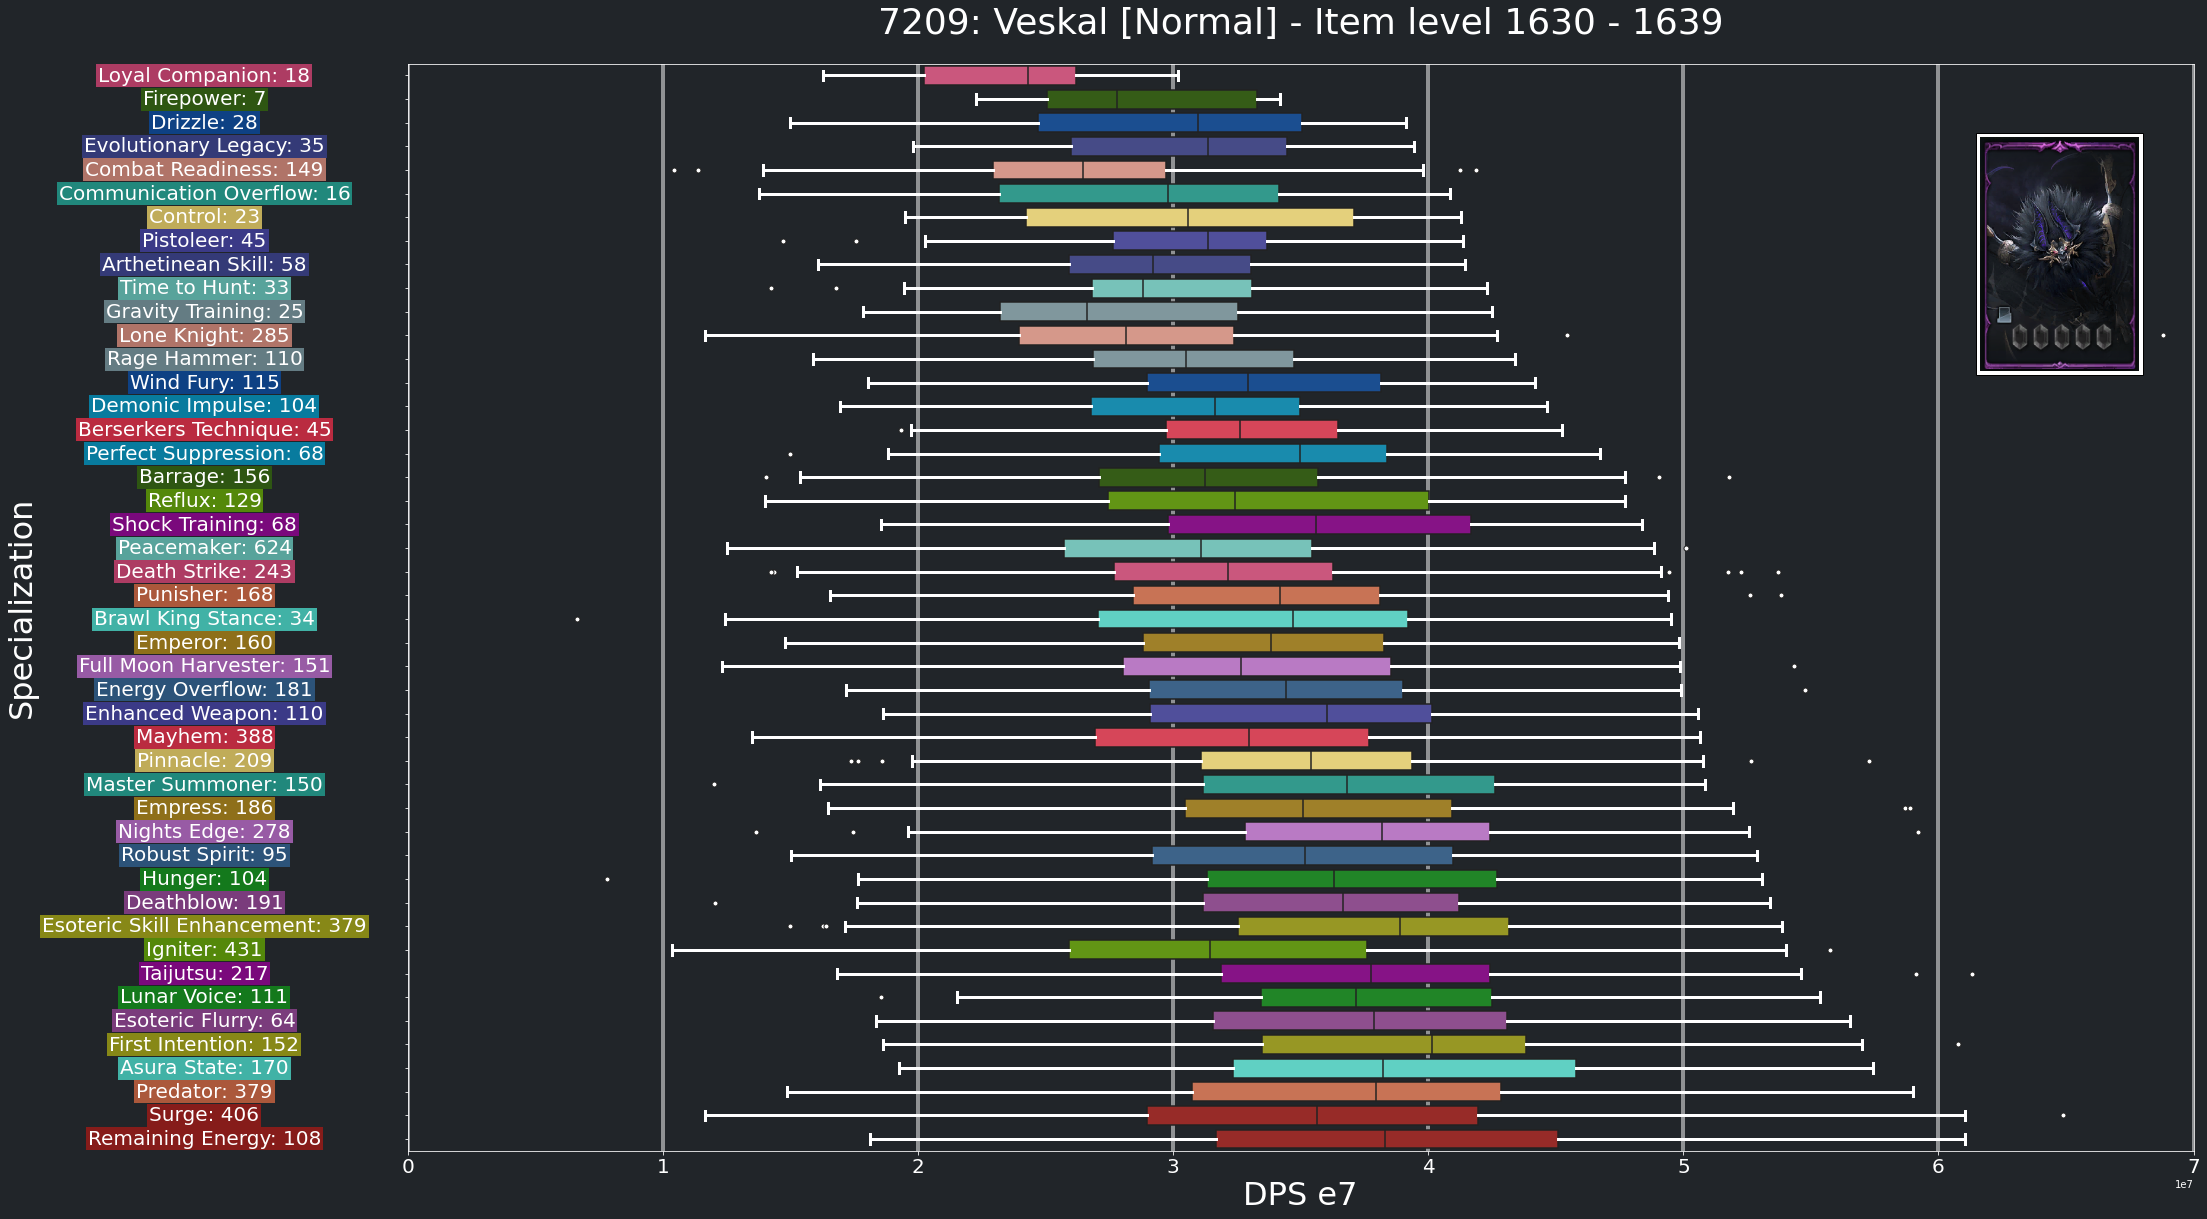 7209: Veskal [Normal] - Item level 1630 - 1639
Specialization
Loyal Companion: 18
Firepower: 7
Drizzle: 28
Evolutionary Legacy: 35
Combat Readiness: 149
Communication Overflow: 16
Control: 23
Pistoleer: 45
Arthetinean Skill: 58
Time to Hunt: 33
Gravity Training: 25
Lone Knight: 285
Rage Hammer: 110
Wind Fury: 115
Demonic Impulse: 104
Berserkers Technique: 45
Perfect Suppression: 68
Barrage: 156
Reflux: 129
Shock Training: 68
Peacemaker: 624
Death Strike: 243
Punisher: 168
Brawl King Stance: 34
Emperor: 160
Full Moon Harvester: 151
Energy Overflow: 181
Enhanced Weapon: 110
Mayhem: 388
Pinnacle: 209
Master Summoner: 150
Empress: 186
Nights Edge: 278
Robust Spirit: 95
Hunger: 104
Deathblow: 191
Esoteric Skill Enhancement: 379
Igniter: 431
Taijutsu: 217
Lunar Voice: 111
Esoteric Flurry: 64
First Intention: 152
Asura State: 170
Predator: 379
Surge: 406
Remaining Energy: 108
0 1 2 3 4 5 6 7
1e7
DPS e7